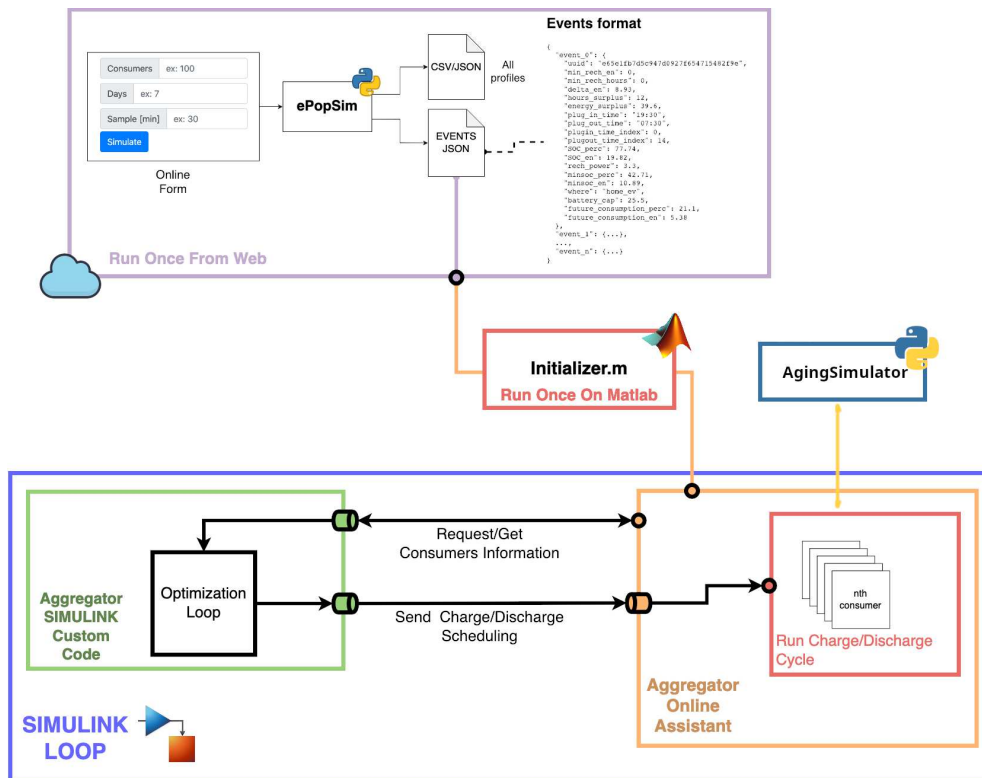 Events format
Consumers ex: 100
Days ex: 7
Sample [min] ex: 30
Simulate
Online
Form
ePopSim
CSV/JSON
All
profiles
EVENTS
JSON
{
"event_0": {
"uuid": "e65e1fb7d5c947d0927f654715482f9e",
"min_rech_en": 0,
"min_rech_hours": 0,
"delta_en": 8.93,
"hours_surplus": 12,
"energy_surplus": 39.6,
"plug_in_time": "19:30",
"plug_out_time": "07:30",
"plugin_time_index": 0,
"plugout_time_index": 14,
"SOC_perc": 77.74,
"SOC_en": 19.82,
"rech_power": 3.3,
"minsoc_perc": 42.71,
"minsoc_en": 10.89,
"where": "home_ev",
"battery_cap": 25.5,
"future_consumption_perc": 21.1,
"future_consumption_en": 5.38
},
"event_1": {...},
...,
"event_n": {...}
}
Run Once From Web
Initializer.m
Run Once On Matlab
AgingSimulator
Request/Get
Consumers Information
Optimization
Loop
Aggregator
SIMULINK
Custom
Code
Send Charge/Discharge
Scheduling
nth
consumer
Run Charge/Discharge
Cycle
Aggregator
Online
Assistant
SIMULINK
LOOP